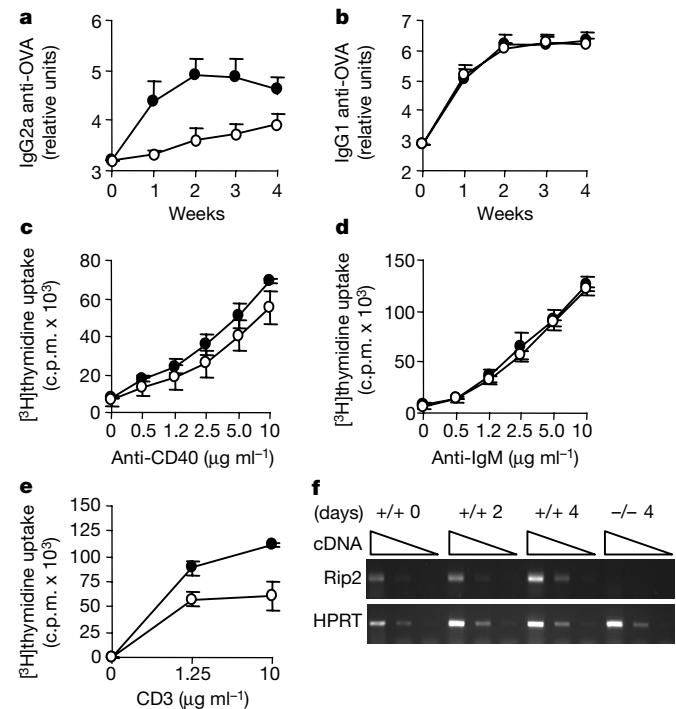 a
IgG2a anti-OVA
(relative units)
6
5
4
3
0 1 2 3 4
Weeks
b
IgG1 anti-OVA
(relative units)
7
6
5
4
3
2
0 1 2 3 4
Weeks
c
[³H]thymidine uptake
(c.p.m. x 10³)
80
60
40
20
0
0 0.5 1.2 2.5 5.0 10
Anti-CD40 (μg ml⁻¹)
d
[³H]thymidine uptake
(c.p.m. x 10³)
150
100
50
0
0 0.5 1.2 2.5 5.0 10
Anti-IgM (μg ml⁻¹)
e
[³H]thymidine uptake
(c.p.m. x 10³)
150
125
100
75
50
25
0
0 1.25 10
CD3 (μg ml⁻¹)
f
(days) +/+ 0 +/+ 2 +/+ 4 –/– 4
cDNA
Rip2
HPRT